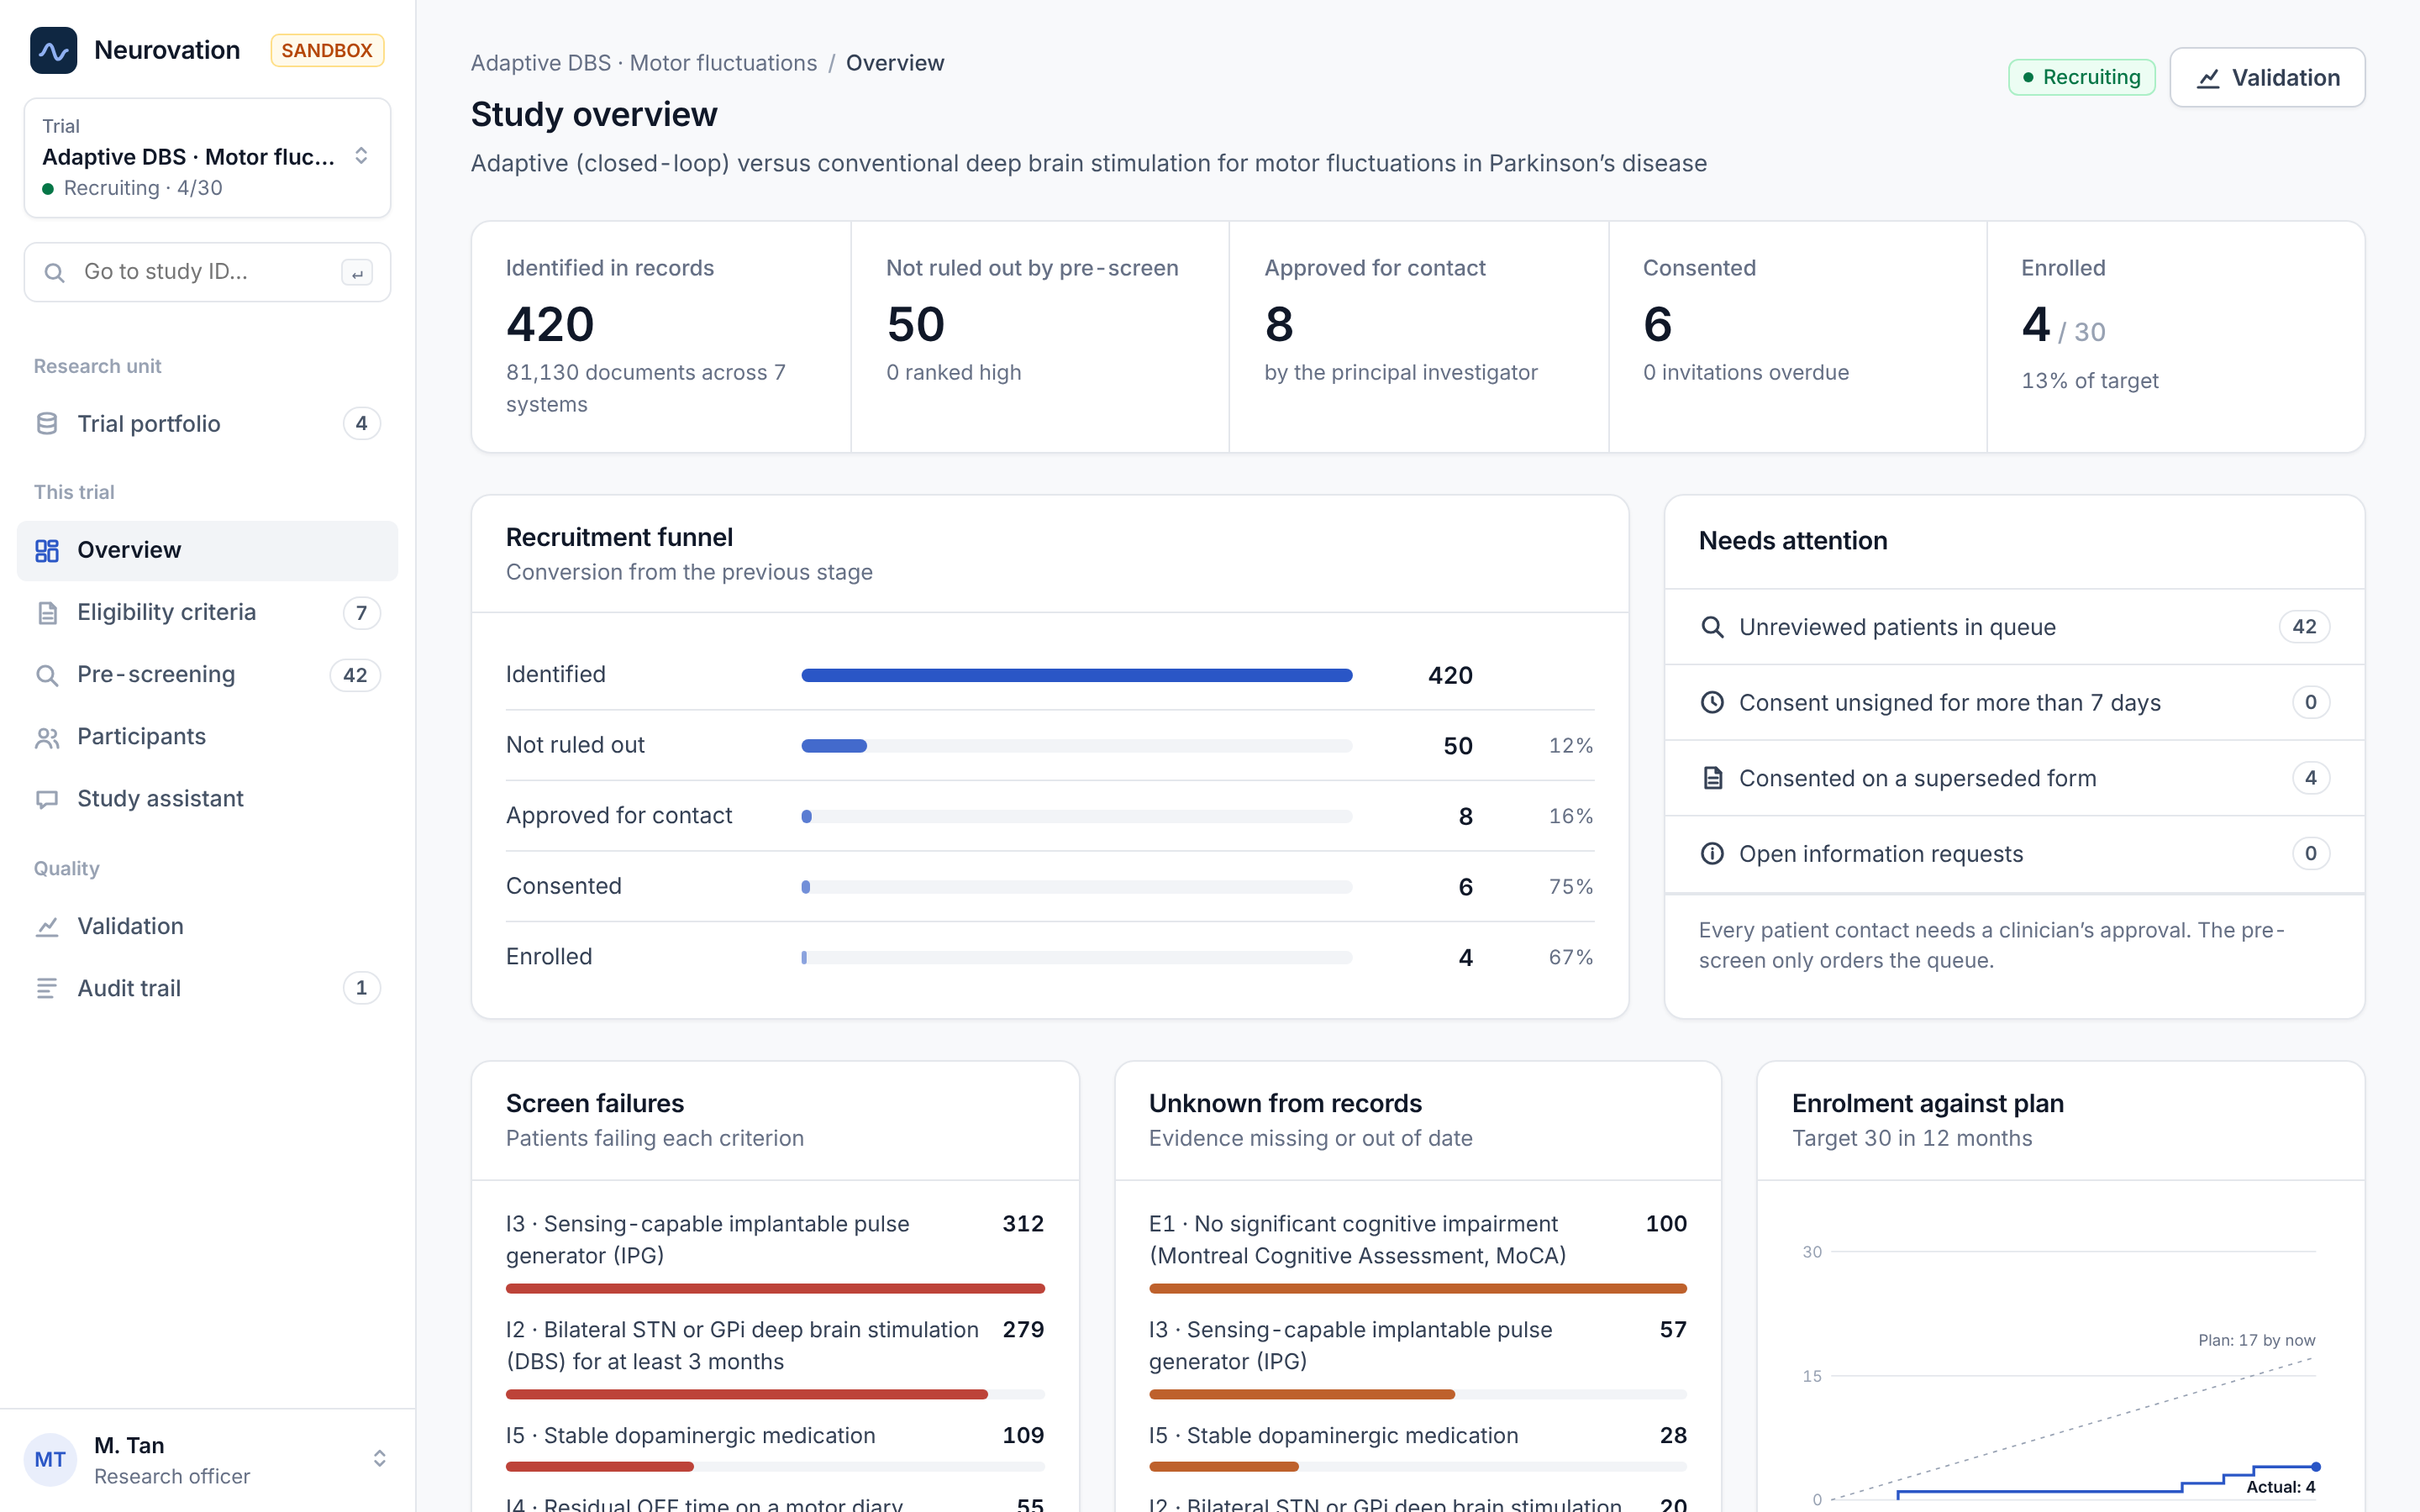 Neurovation
SANDBOX
Trial
Adaptive DBS · Motor fluc...
Recruiting · 4/30
Go to study ID...
Research unit
Trial portfolio
4
This trial
Overview
Eligibility criteria
7
Pre-screening
42
Participants
Study assistant
Quality
Validation
Audit trail
1
MT
M. Tan
Research officer
Adaptive DBS · Motor fluctuations / Overview
Study overview
Adaptive (closed-loop) versus conventional deep brain stimulation for motor fluctuations in Parkinson’s disease
Recruiting
Validation
Identified in records
420
81,130 documents across 7
systems
Not ruled out by pre-screen
50
0 ranked high
Approved for contact
8
by the principal investigator
Consented
6
0 invitations overdue
Enrolled
4 / 30
13% of target
Recruitment funnel
Conversion from the previous stage
Identified 420
Not ruled out 50 12%
Approved for contact 8 16%
Consented 6 75%
Enrolled 4 67%
Needs attention
Unreviewed patients in queue 42
Consent unsigned for more than 7 days 0
Consented on a superseded form 4
Open information requests 0
Every patient contact needs a clinician’s approval. The pre-
screen only orders the queue.
Screen failures
Patients failing each criterion
I3 · Sensing-capable implantable pulse 312
generator (IPG)
I2 · Bilateral STN or GPi deep brain stimulation 279
(DBS) for at least 3 months
I5 · Stable dopaminergic medication 109
I4 · Residual OFF time on a motor diary 55
Unknown from records
Evidence missing or out of date
E1 · No significant cognitive impairment 100
(Montreal Cognitive Assessment, MoCA)
I3 · Sensing-capable implantable pulse 57
generator (IPG)
I5 · Stable dopaminergic medication 28
I2 · Bilateral STN or GPi deep brain stimulation 20
Enrolment against plan
Target 30 in 12 months
30
Plan: 17 by now
15
Actual: 4
0